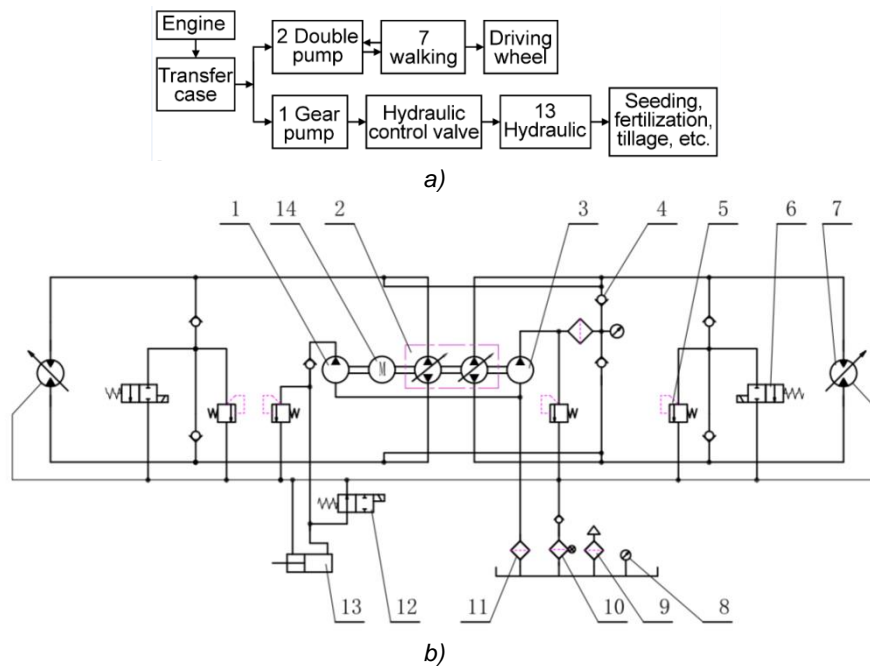 Engine
Transfer
case
2 Double
pump
7
walking
Driving
wheel
1 Gear
pump
Hydraulic
control valve
13
Hydraulic
Seeding,
fertilization,
tillage, etc.
a)
1 14 2 3 4 5 6 7
M
13 12 11 10 9 8
b)